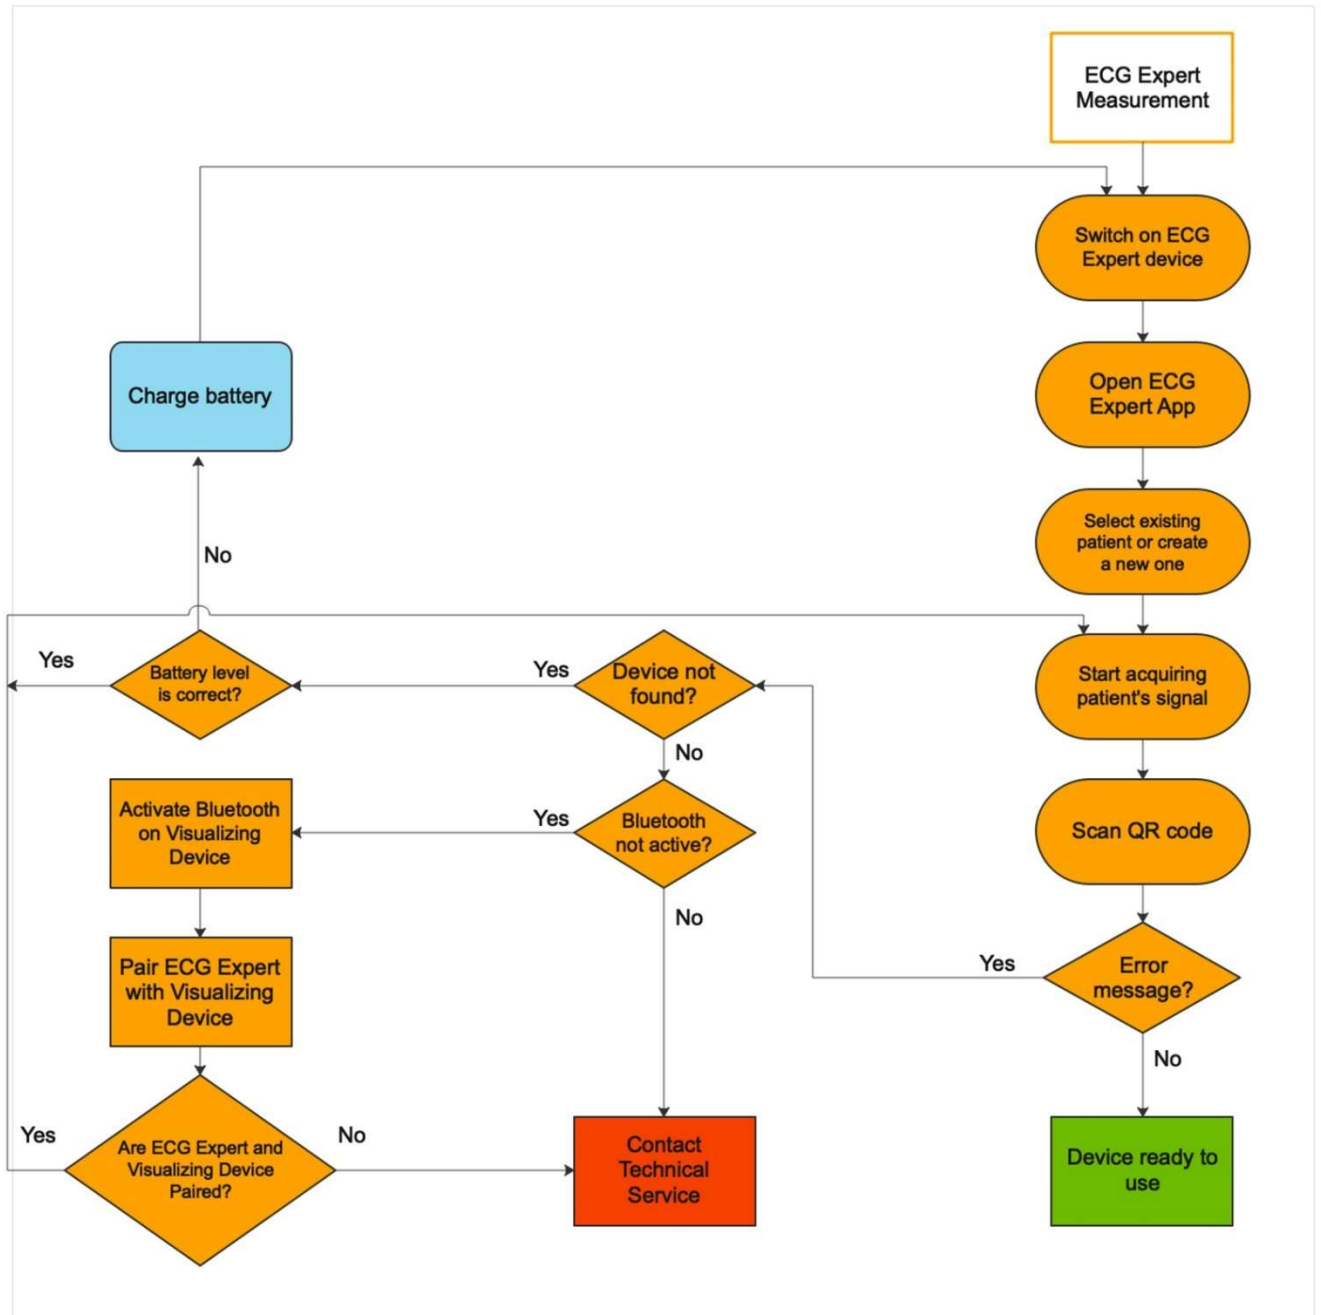 ECG Expert
Measurement
Switch on ECG
Expert device
Open ECG
Expert App
Charge battery
Select existing
patient or create
a new one
No
Yes
Battery level
is correct?
Yes
Device not
found?
Start acquiring
patient's signal
No
Activate Bluetooth
on Visualizing
Device
Yes
Bluetooth
not active?
Scan QR code
No
Pair ECG Expert
with Visualizing
Device
Yes
Error
message?
No
Yes
Are ECG Expert and
Visualizing Device
Paired?
No
Contact
Technical
Service
Device ready to
use